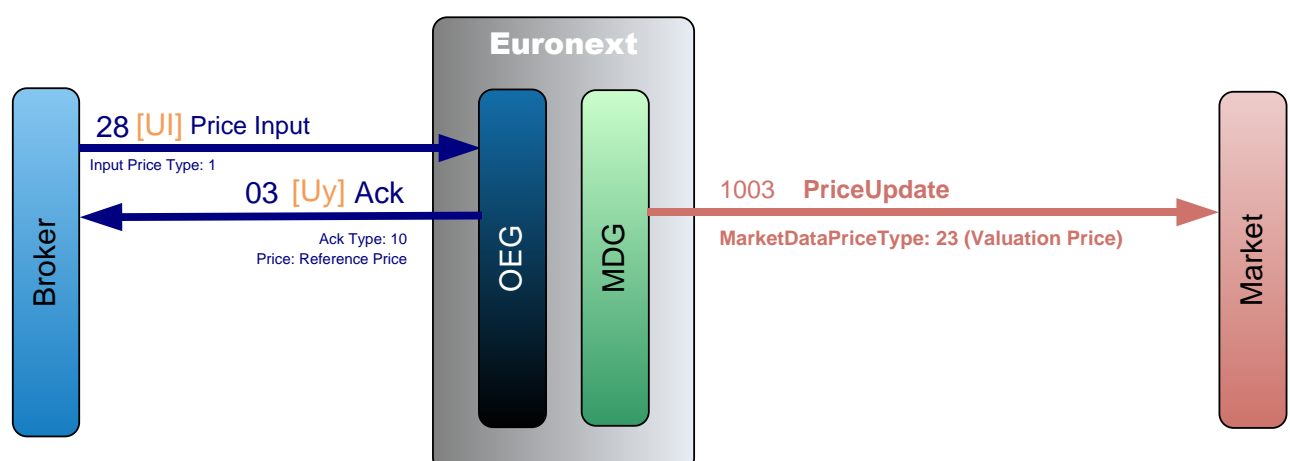 Euronext
28 [UI] Price Input
Input Price Type: 1
03 [Uy] Ack
Ack Type: 10
Price: Reference Price
1003 PriceUpdate
MarketDataPriceType: 23 (Valuation Price)
Broker
OEG
MDG
Market